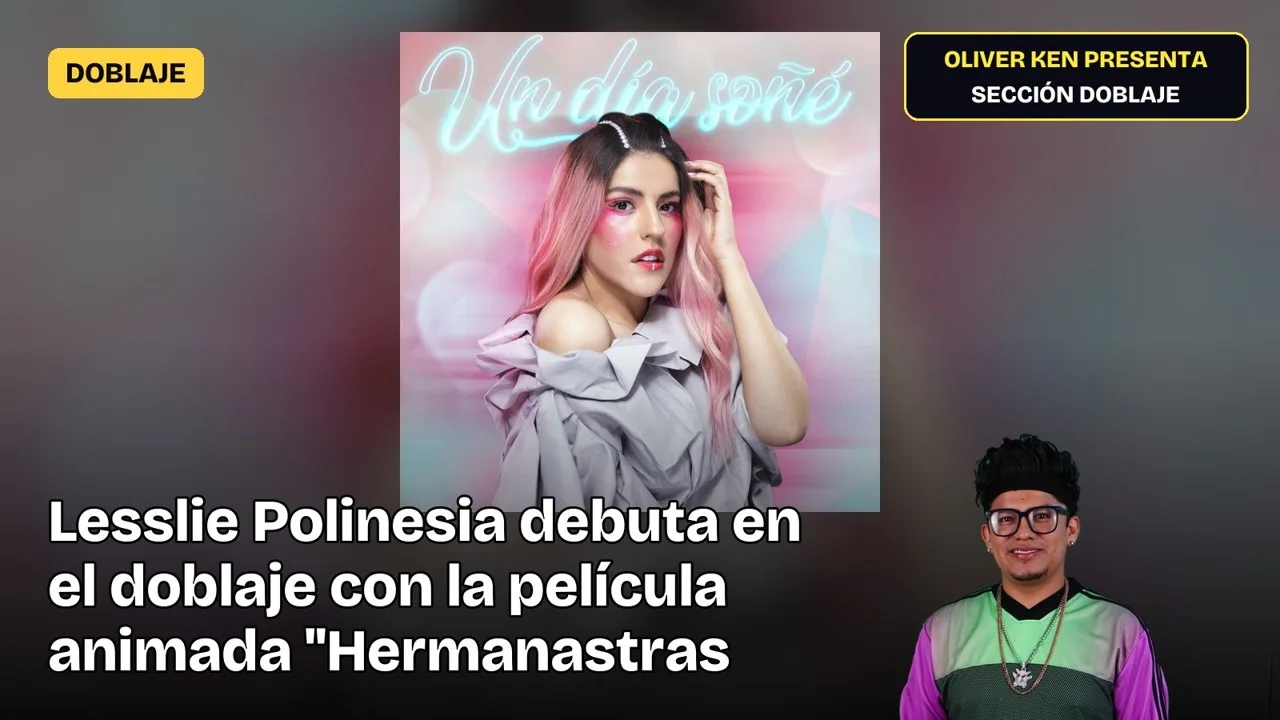 DOBLAJE
Un día soñé
OLIVER KEN PRESENTA
SECCIÓN DOBLAJE
Lesslie Polinesia debuta en
el doblaje con la película
animada "Hermanastras